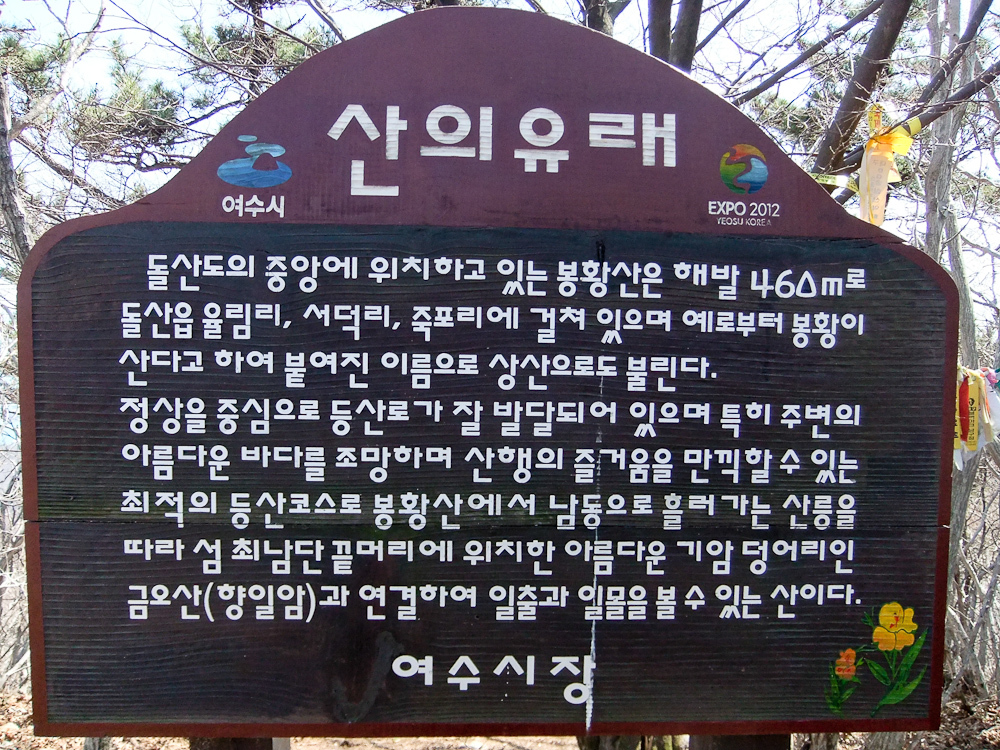 산의유래
여수시
EXPO 2012
YEOSU KOREA
돌산도의 중앙에 위치하고 있는 봉황산은 해발 460m로
돌산읍 율림리, 서덕리, 죽포리에 걸쳐 있으며 예로부터 봉황이
산다고 하여 붙여진 이름으로 상산으로도 불린다.
정상을 중심으로 등산로가 잘 발달되어 있으며 특히 주변의
아름다운 바다를 조망하며 산행의 즐거움을 만끽할 수 있는
최적의 등산코스로 봉황산에서 남동으로 흘러가는 산릉을
따라 섬 최남단 끝머리에 위치한 아름다운 기암 덩어리인
금오산(향일암)과 연결하여 일출과 일몰을 볼 수 있는 산이다.
여수시장